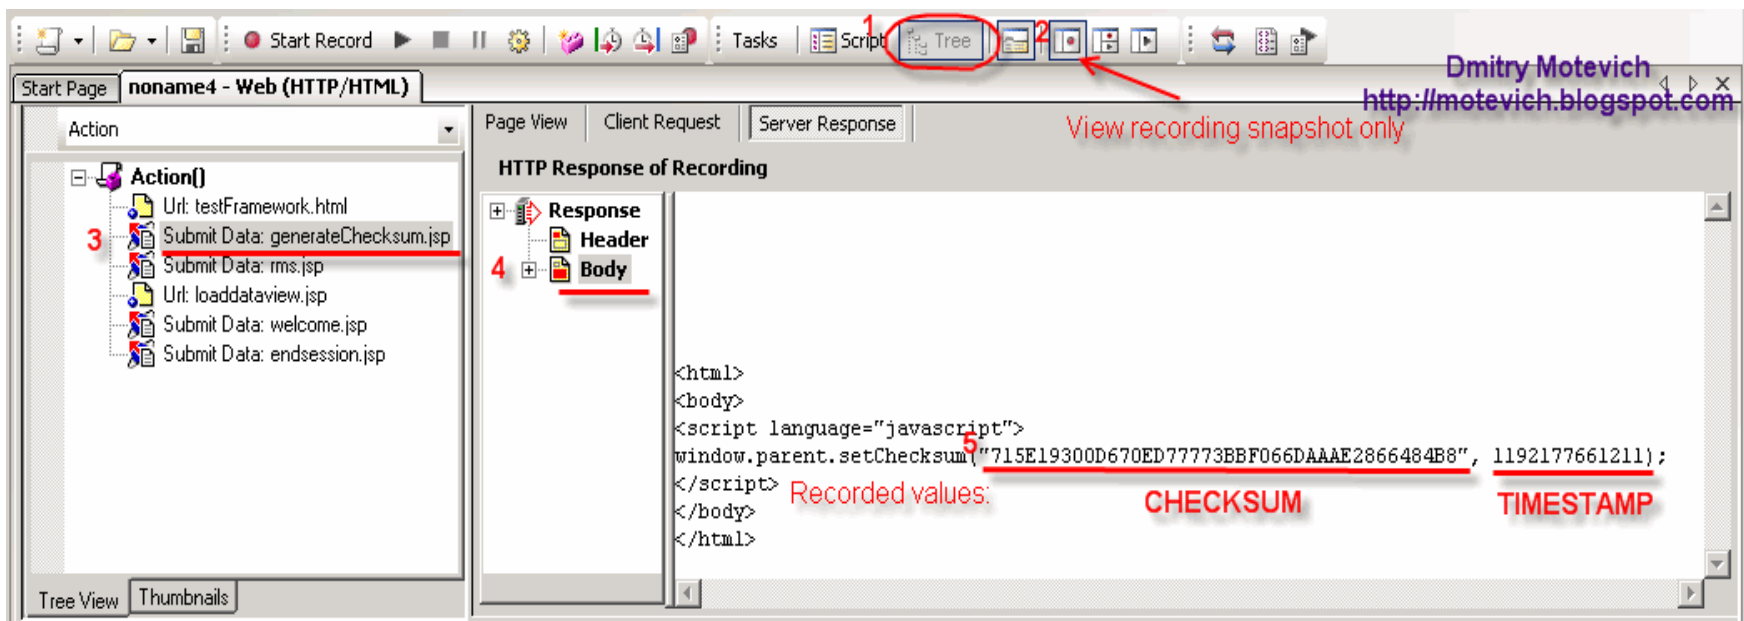 1
2
Start Record
Tasks
Script
Tree
Dmitry Motevich
http://motevich.blogspot.com
Start Page
noname4 - Web (HTTP/HTML)
View recording snapshot only
Action
Page View
Client Request
Server Response
HTTP Response of Recording
Action()
Url: testFramework.html
3
Submit Data: generateChecksum.jsp
Submit Data: rms.jsp
Url: loaddataview.jsp
Submit Data: welcome.jsp
Submit Data: endsession.jsp
Response
Header
4
Body
<html>
<body>
<script language="javascript">
5
window.parent.setChecksum("715E19300D670ED77773BBF066DAAAE2866484B8", 1192177661211);
</script>
Recorded values:
CHECKSUM
TIMESTAMP
</body>
</html>
Tree View
Thumbnails